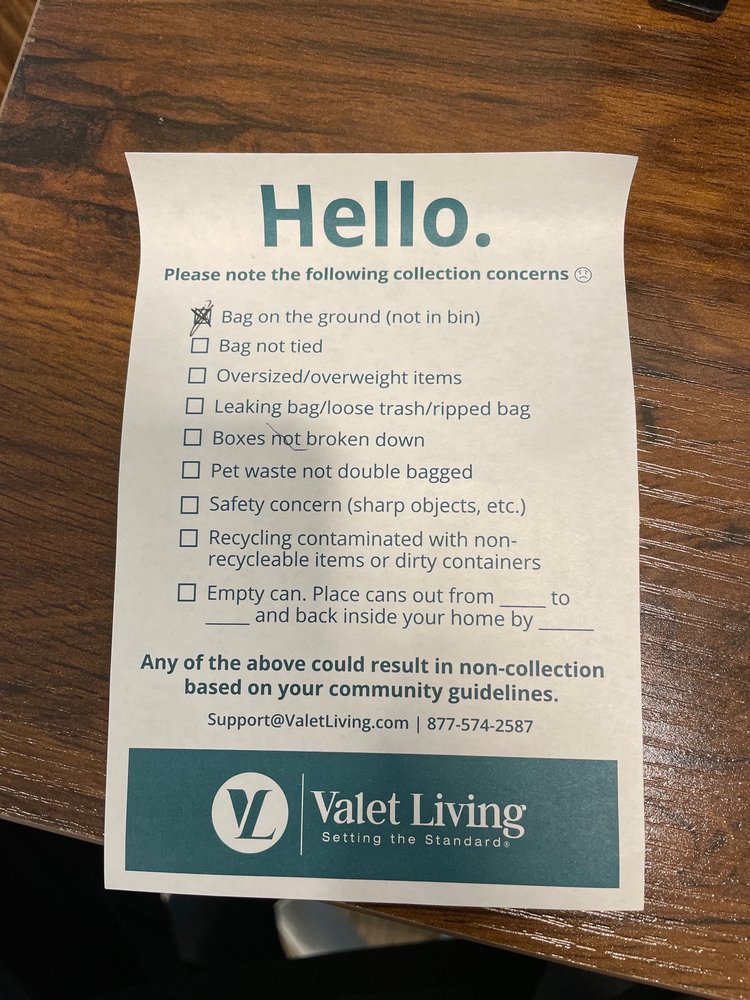 Hello.
Please note the following collection concerns ☹
☒ Bag on the ground (not in bin)
☐ Bag not tied
☐ Oversized/overweight items
☐ Leaking bag/loose trash/ripped bag
☐ Boxes not broken down
☐ Pet waste not double bagged
☐ Safety concern (sharp objects, etc.)
☐ Recycling contaminated with non-
recycleable items or dirty containers
☐ Empty can. Place cans out from ____ to
____ and back inside your home by _____
Any of the above could result in non-collection
based on your community guidelines.
Support@ValetLiving.com | 877-574-2587
VL
Valet Living
Setting the Standard®